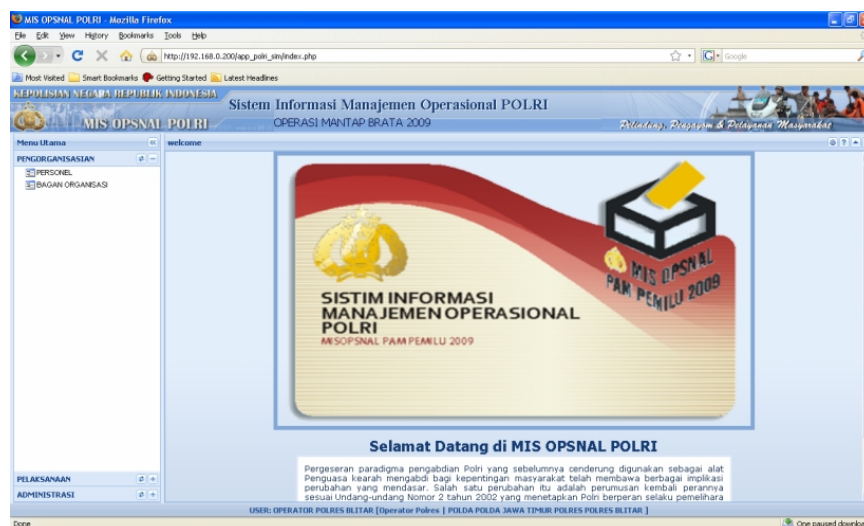 MIS OPSNAL POLRI - Mozilla Firefox
File Edit View History Bookmarks Tools Help
http://192.168.0.200/app_polri_sim/index.php
Google
Most Visited Smart Bookmarks Getting Started Latest Headlines
KEPOLISIAN NEGARA REPUBLIK INDONESIA
MIS OPSNAL POLRI
Sistem Informasi Manajemen Operasional POLRI
OPERASI MANTAP BRATA 2009
Pelindung, Pengayom & Pelayanan Masyarakat
Menu Utama
welcome
PENGORGANISASIAN
PERSONEL
BAGAN ORGANISASI
MIS OPSNAL
PAM PEMILU 2009
SISTIM INFORMASI
MANAJEMEN OPERASIONAL
POLRI
MISOPSNAL PAM PEMILU 2009
Selamat Datang di MIS OPSNAL POLRI
Pergeseran paradigma pengabdian Polri yang sebelumnya cenderung digunakan sebagai alat
Penguasa kearah mengabdi bagi kepentingan masyarakat telah membawa berbagai implikasi
perubahan yang mendasar. Salah satu perubahan itu adalah perumusan kembali perannya
sesuai Undang-undang Nomor 2 tahun 2002 yang menetapkan Polri berperan selaku pemelihara
PELAKSANAAN
ADMINISTRASI
USER: OPERATOR POLRES BLITAR [Operator Polres | POLDA POLDA JAWA TIMUR POLRES POLRES BLITAR ]
Done
One paused download